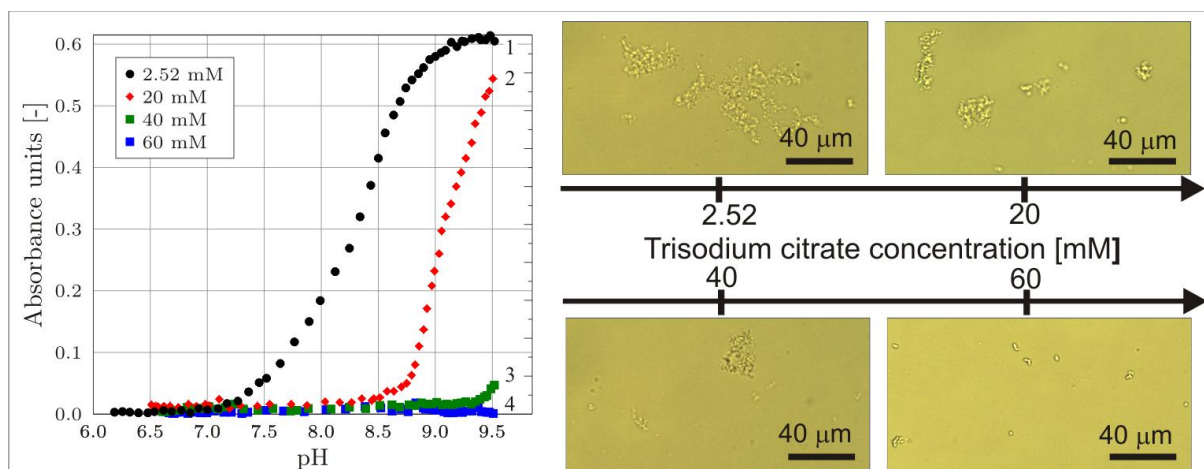 0.6
0.5
0.4
0.3
0.2
0.1
0.0
Absorbance units [-]
2.52 mM
20 mM
40 mM
60 mM
1
2
3
4
6.0 6.5 7.0 7.5 8.0 8.5 9.0 9.5
pH
40 μm
40 μm
2.52 20
Trisodium citrate concentration [mM]
40 60
40 μm
40 μm